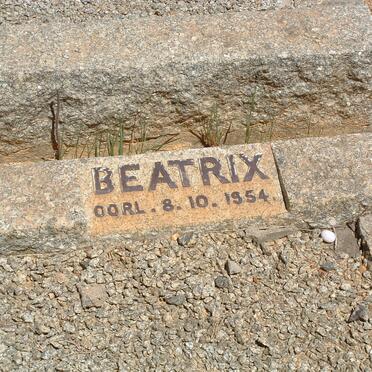 BEATRIX
OORL. 8. 10. 1954.